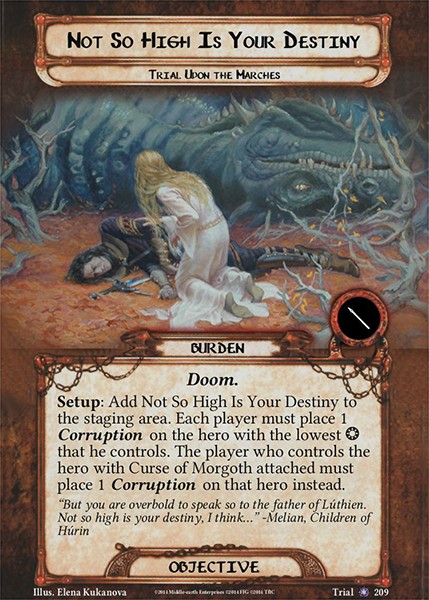 Not So High Is Your Destiny
Trial Upon the Marches
BURDEN
Doom.
Setup: Add Not So High Is Your Destiny to
the staging area. Each player must place 1
Corruption on the hero with the lowest
that he controls. The player who controls the
hero with Curse of Morgoth attached must
place 1 Corruption on that hero instead.
"But you are overbold to speak so to the father of Lúthien.
Not so high is your destiny, I think..." -Melian, Children of
Húrin
OBJECTIVE
Illus. Elena Kukanova
©2014 Middle-earth Enterprises ©2014 FFG ©2016 TBC
Trial 209